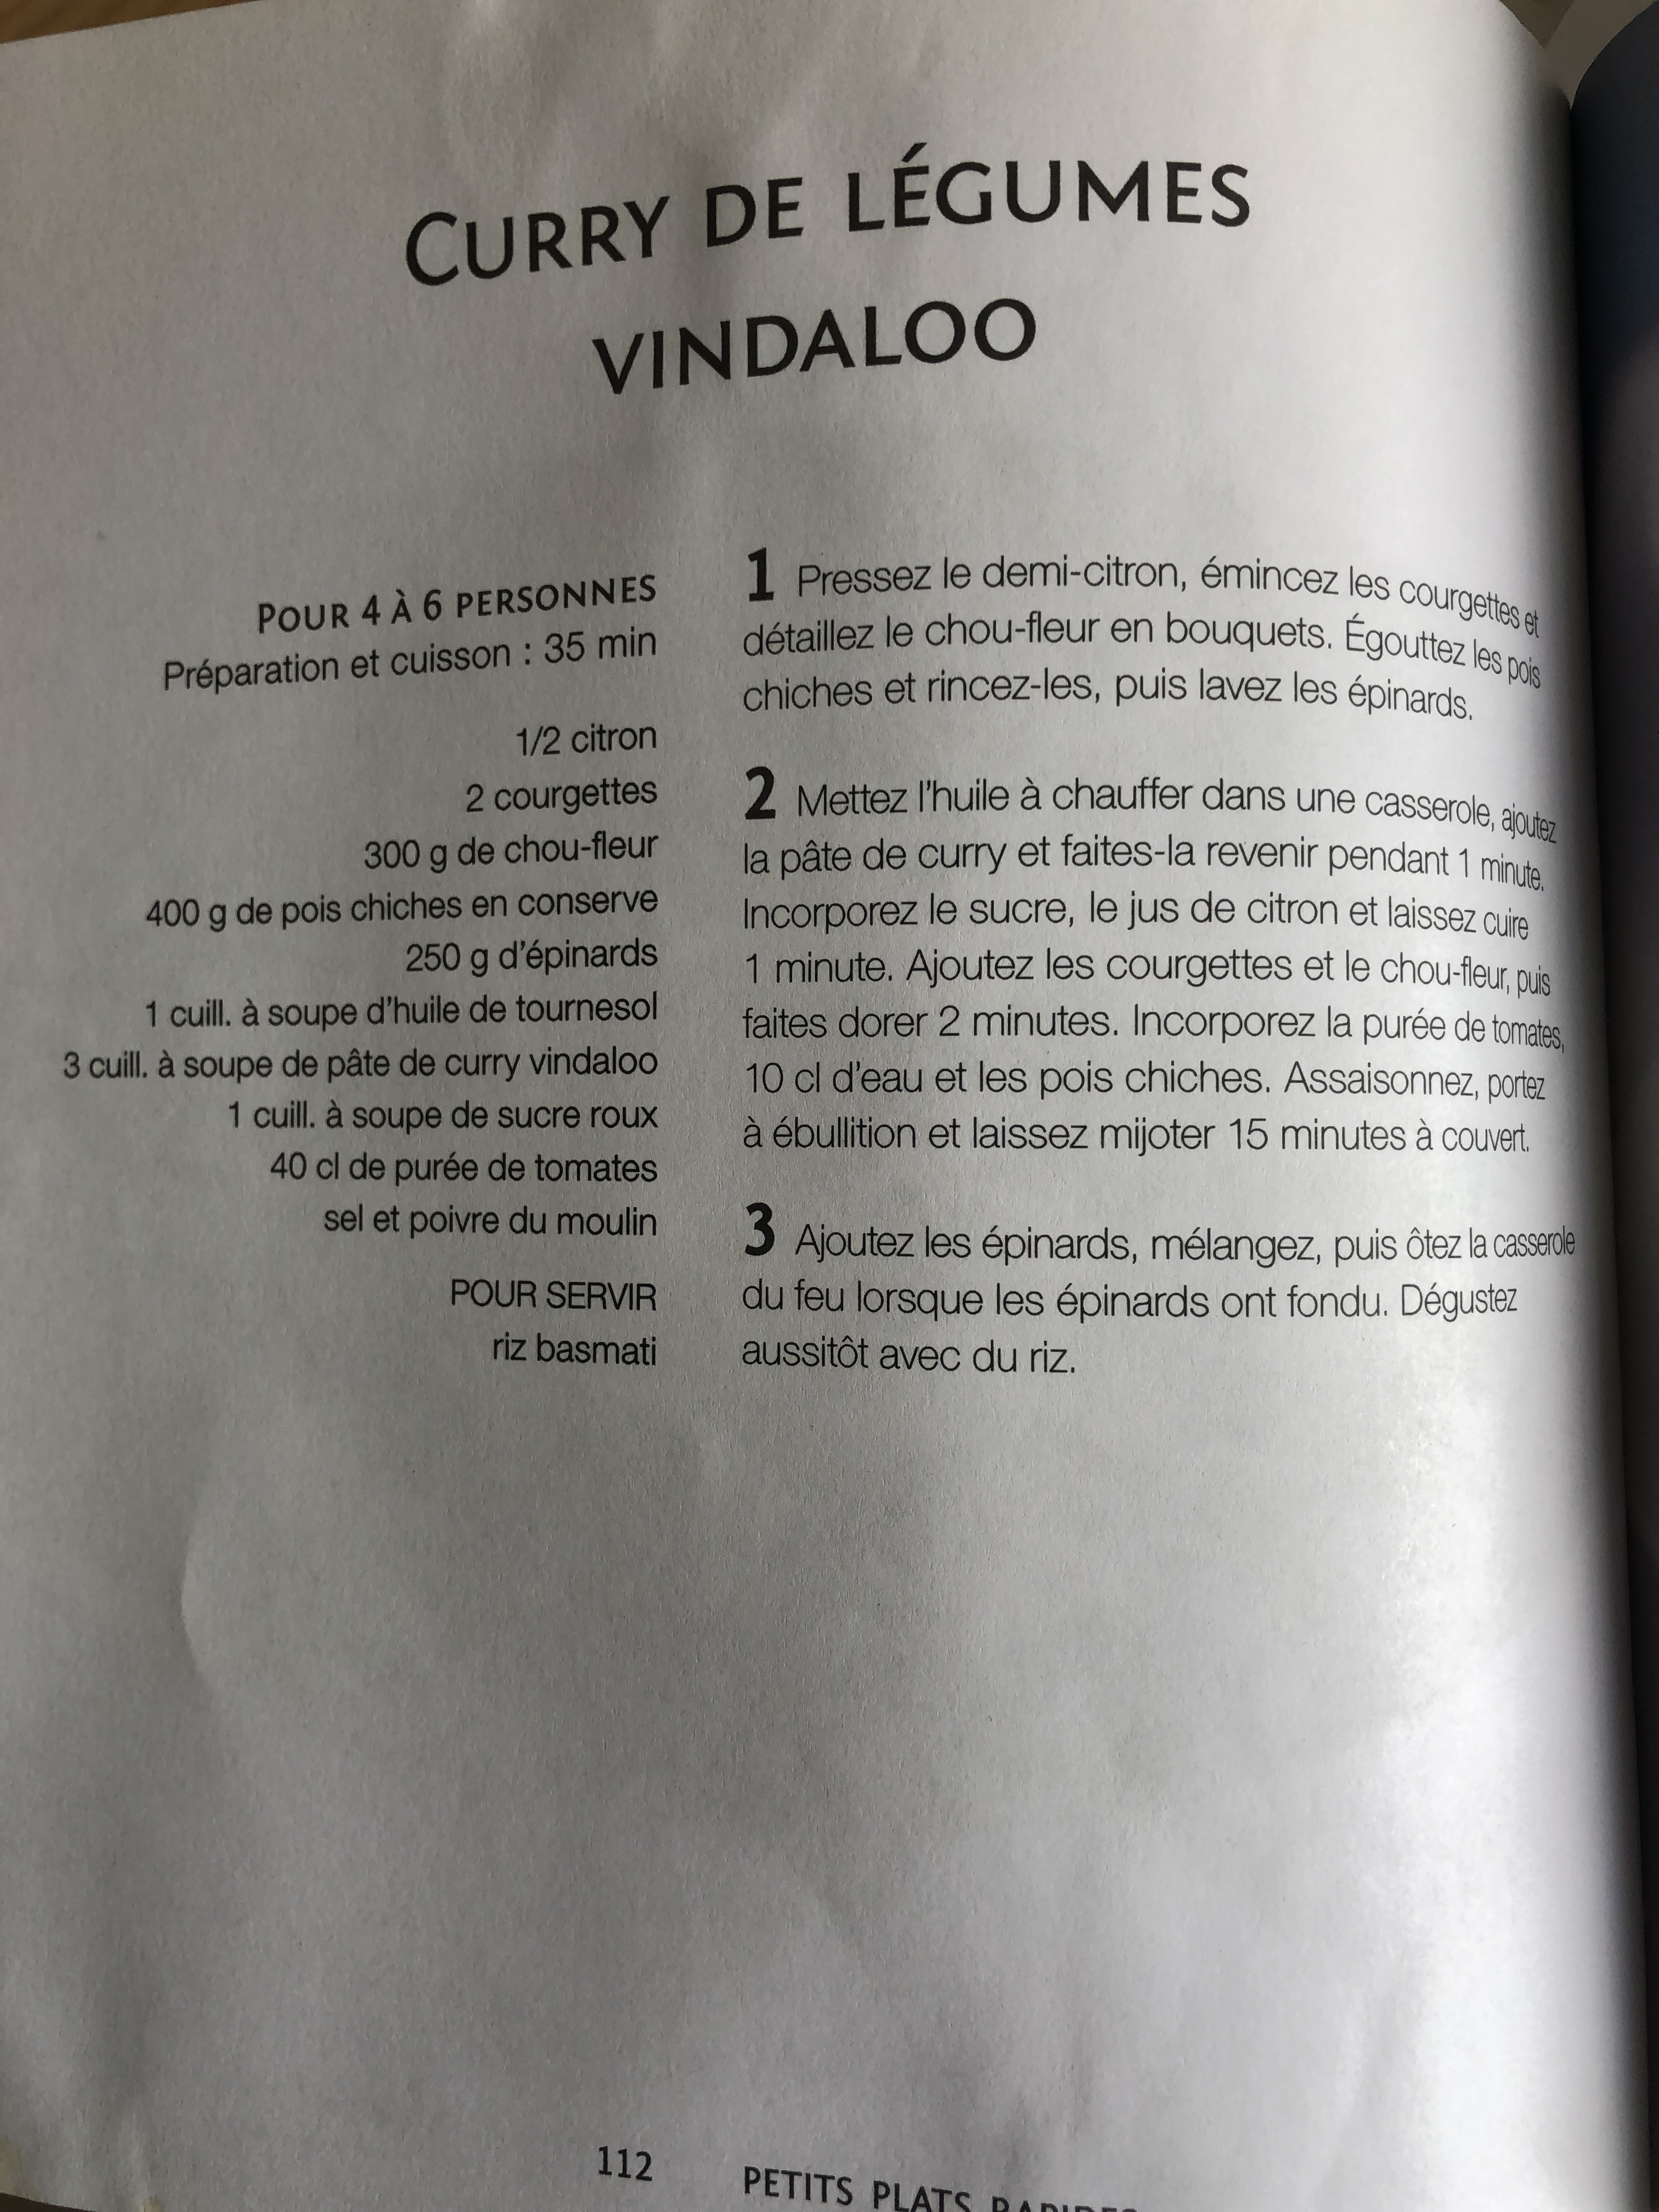 CURRY DE LÉGUMES
VINDALOO
POUR 4 À 6 PERSONNES
Préparation et cuisson : 35 min
1/2 citron
2 courgettes
300 g de chou-fleur
400 g de pois chiches en conserve
250 g d'épinards
1 cuill. à soupe d'huile de tournesol
3 cuill. à soupe de pâte de curry vindaloo
1 cuill. à soupe de sucre roux
40 cl de purée de tomates
sel et poivre du moulin
POUR SERVIR
riz basmati
1 Pressez le demi-citron, émincez les courgettes et
détaillez le chou-fleur en bouquets. Égouttez les pois
chiches et rincez-les, puis lavez les épinards.
2 Mettez l'huile à chauffer dans une casserole, ajoutez
la pâte de curry et faites-la revenir pendant 1 minute.
Incorporez le sucre, le jus de citron et laissez cuire
1 minute. Ajoutez les courgettes et le chou-fleur, puis
faites dorer 2 minutes. Incorporez la purée de tomates,
10 cl d'eau et les pois chiches. Assaisonnez, portez
à ébullition et laissez mijoter 15 minutes à couvert.
3 Ajoutez les épinards, mélangez, puis ôtez la casserole
du feu lorsque les épinards ont fondu. Dégustez
aussitôt avec du riz.
112 PETITS PLATS RAPIDES